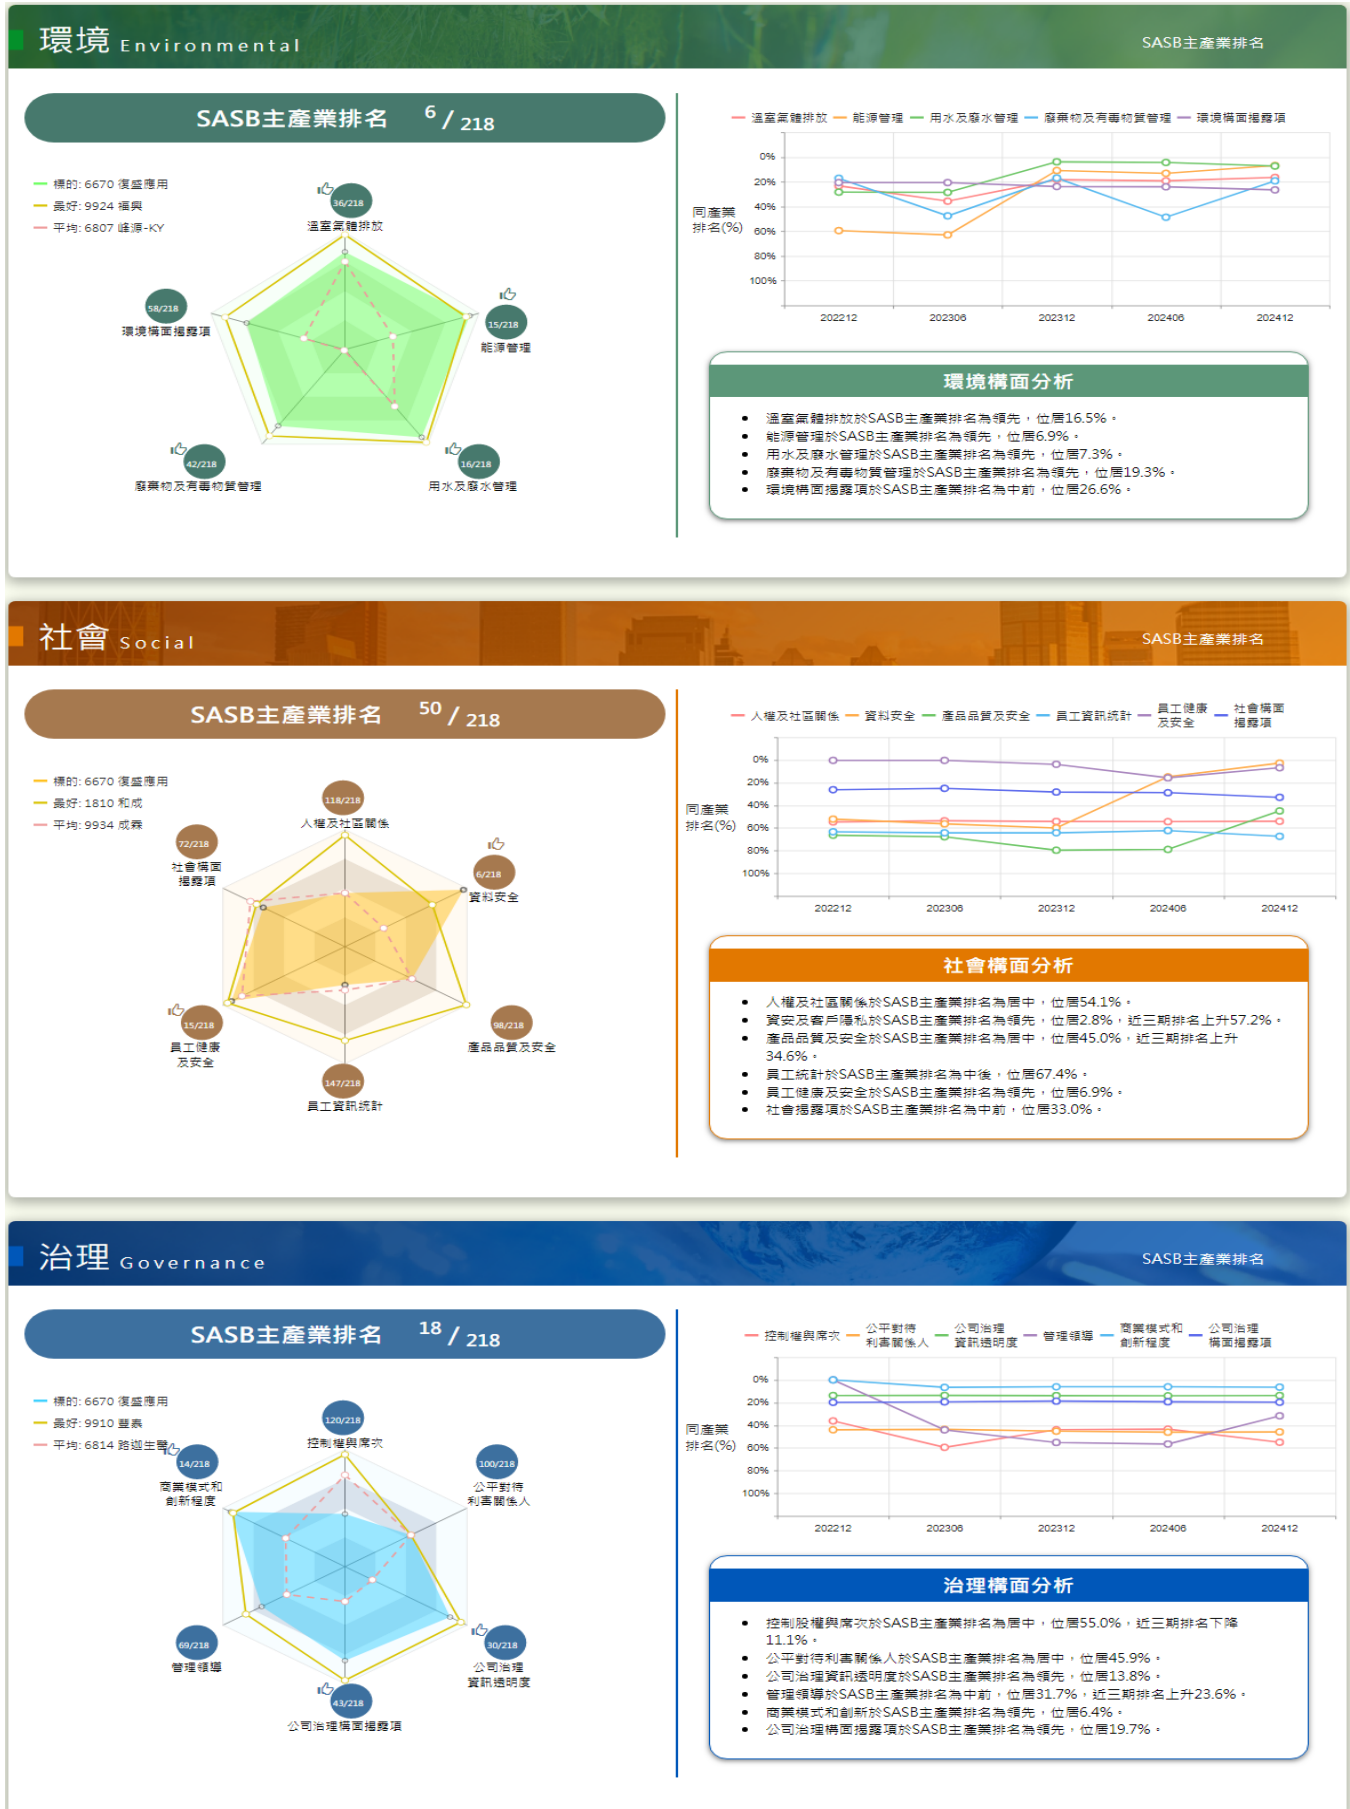 環境 Environmental
SASB主產業排名
SASB主產業排名 6 / 218
標的: 6670 復盛應用
最好: 9924 福興
平均: 6807 峰源-KY
36/218
溫室氣體排放
15/218
能源管理
16/218
用水及廢水管理
42/218
廢棄物及有毒物質管理
58/218
環境構面揭露項
溫室氣體排放 能源管理 用水及廢水管理 廢棄物及有毒物質管理 環境構面揭露項
同產業
排名(%)
0%
20%
40%
60%
80%
100%
202212 202306 202312 202406 202412
環境構面分析
• 溫室氣體排放於SASB主產業排名為領先，位居16.5%。
• 能源管理於SASB主產業排名為領先，位居6.9%。
• 用水及廢水管理於SASB主產業排名為領先，位居7.3%。
• 廢棄物及有毒物質管理於SASB主產業排名為領先，位居19.3%。
• 環境構面揭露項於SASB主產業排名為中前，位居26.6%。
社會 Social
SASB主產業排名
SASB主產業排名 50 / 218
標的: 6670 復盛應用
最好: 1810 和成
平均: 9934 成霖
118/218
人權及社區關係
6/218
資料安全
98/218
產品品質及安全
147/218
員工資訊統計
15/218
員工健康
及安全
72/218
社會構面
揭露項
人權及社區關係 資料安全 產品品質及安全 員工資訊統計 員工健康及安全 社會構面揭露項
同產業
排名(%)
0%
20%
40%
60%
80%
100%
202212 202306 202312 202406 202412
社會構面分析
• 人權及社區關係於SASB主產業排名為居中，位居54.1%。
• 資安及客戶隱私於SASB主產業排名為領先，位居2.8%，近三期排名上升57.2%。
• 產品品質及安全於SASB主產業排名為居中，位居45.0%，近三期排名上升
34.6%。
• 員工統計於SASB主產業排名為中後，位居67.4%。
• 員工健康及安全於SASB主產業排名為領先，位居6.9%。
• 社會揭露項於SASB主產業排名為中前，位居33.0%。
治理 Governance
SASB主產業排名
SASB主產業排名 18 / 218
標的: 6670 復盛應用
最好: 9910 豐泰
平均: 6814 跨迦生醫
120/218
控制權與席次
100/218
公平對待
利害關係人
30/218
公司治理
資訊透明度
43/218
公司治理構面揭露項
69/218
管理領導
14/218
商業模式和
創新程度
控制權與席次 公平對待利害關係人 公司治理資訊透明度 管理領導 商業模式和創新程度 公司治理構面揭露項
同產業
排名(%)
0%
20%
40%
60%
80%
100%
202212 202306 202312 202406 202412
治理構面分析
• 控制股權與席次於SASB主產業排名為居中，位居55.0%，近三期排名下降
11.1%。
• 公平對待利害關係人於SASB主產業排名為居中，位居45.9%。
• 公司治理資訊透明度於SASB主產業排名為領先，位居13.8%。
• 管理領導於SASB主產業排名為中前，位居31.7%，近三期排名上升23.6%。
• 商業模式和創新於SASB主產業排名為領先，位居6.4%。
• 公司治理構面揭露項於SASB主產業排名為領先，位居19.7%。